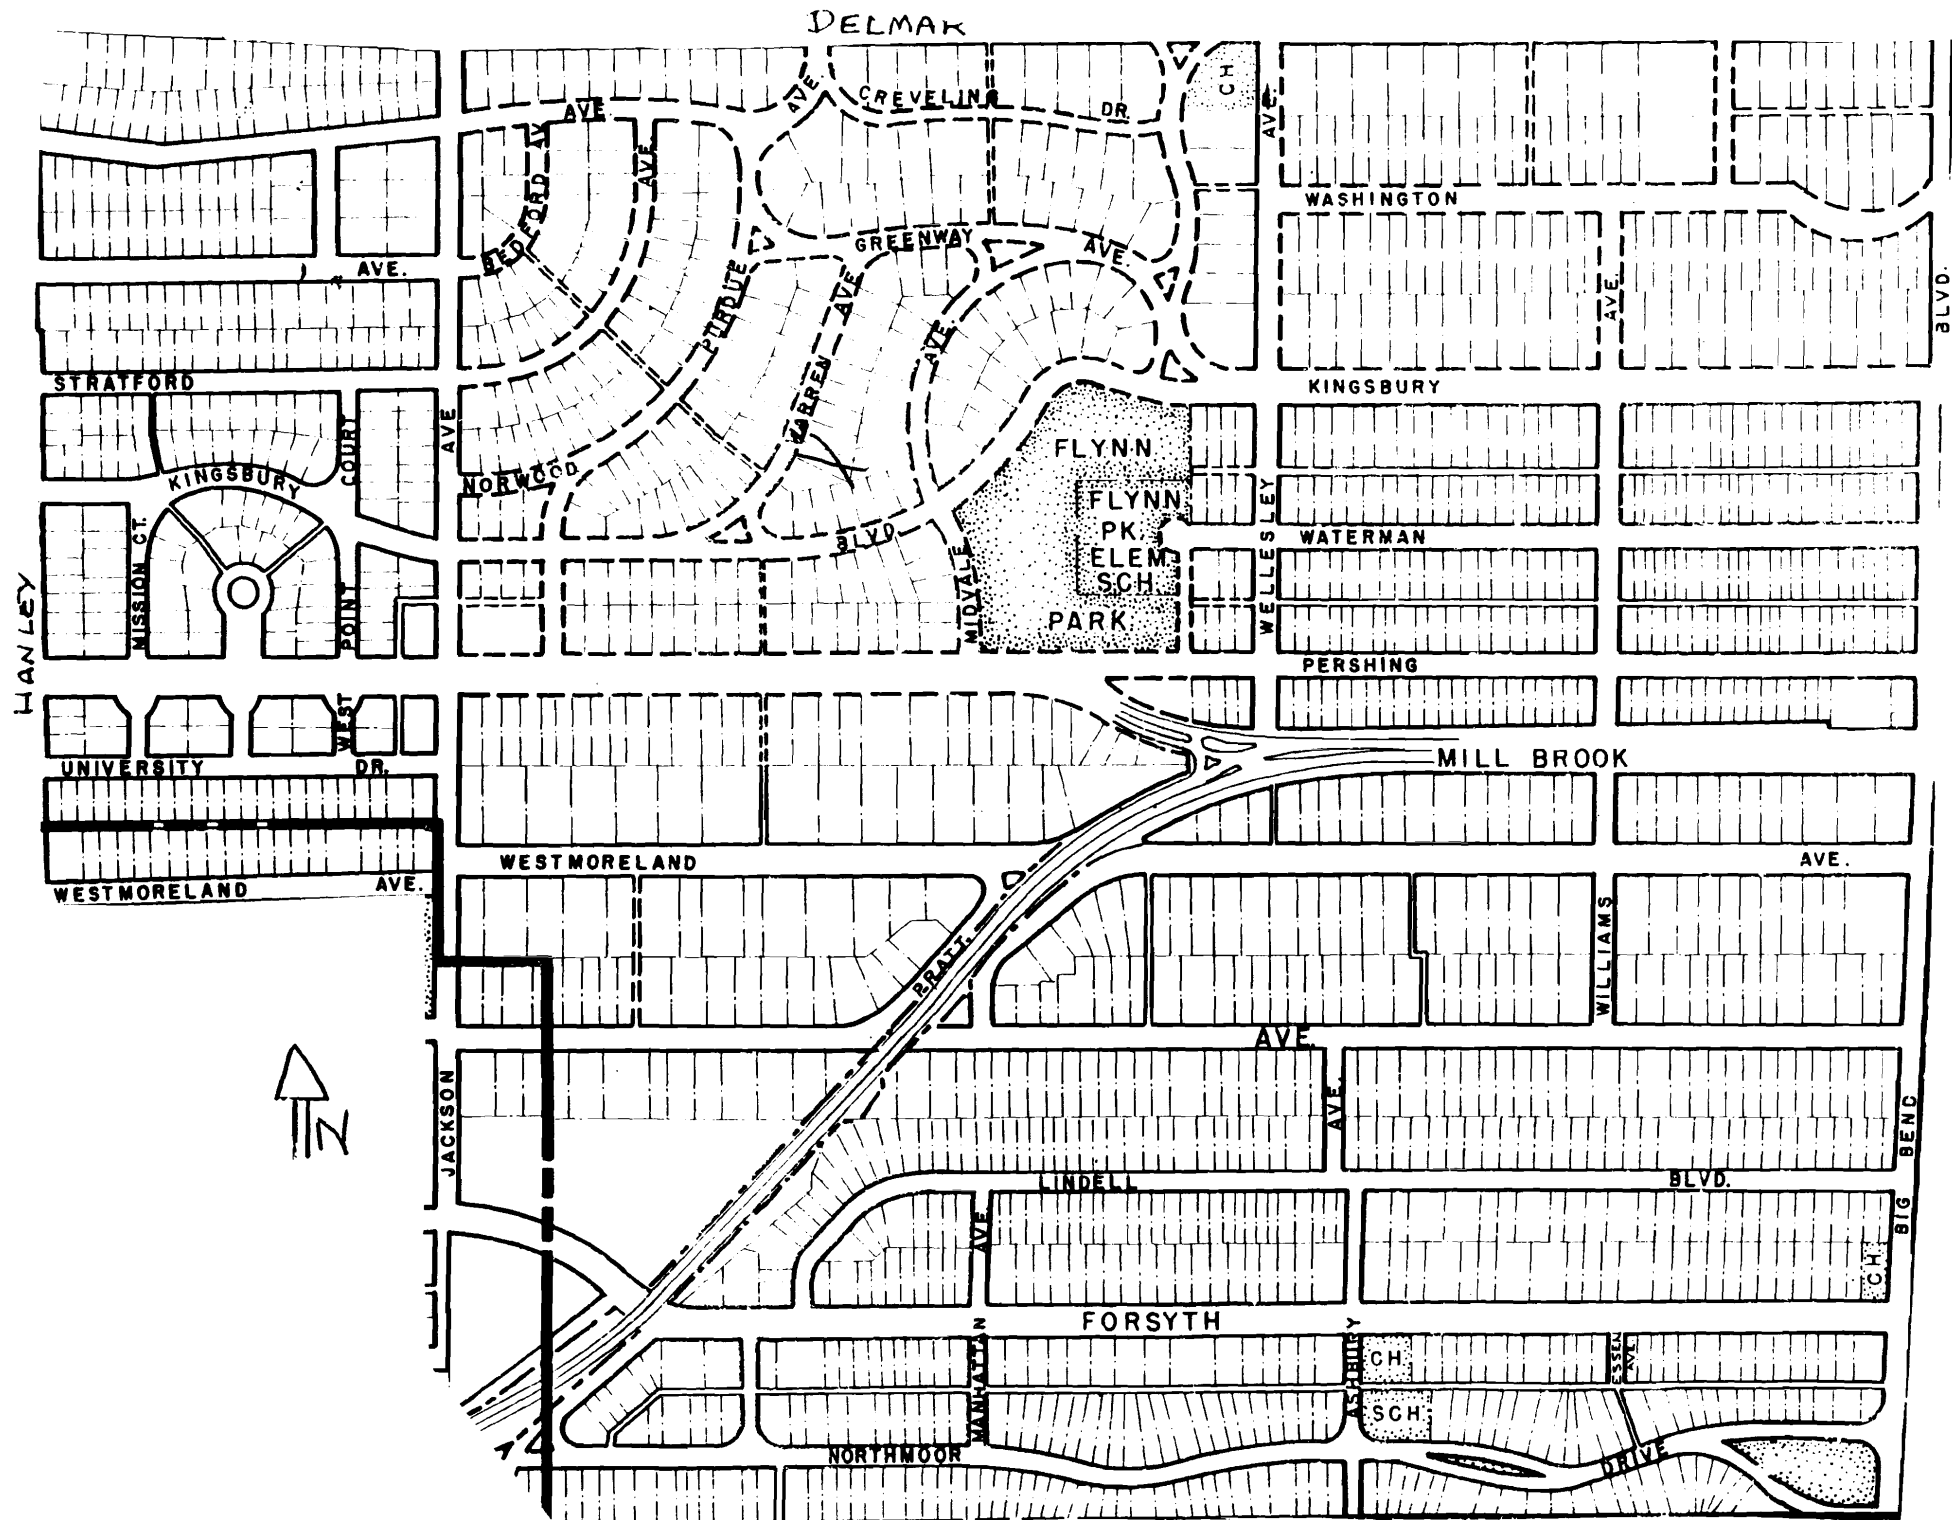 DELMAR
CREVELING
DR.
AVE.
AVE.
CH
AVE.
BEDFORD AV.
AVE.
WASHINGTON
GREENWAY
AVE.
AVE.
PURDUE
WARREN
AVE.
AVE.
AVE.
BLVD.
STRATFORD
KINGSBURY
COURT
AVE
NORWOOD
KINGSBURY
FLYNN
FLYNN
PK.
ELEM.
SCH.
PARK
BLVD.
WATERMAN
WELLESLEY
MIDVALE
HANLEY
MISSION CT.
POINT
WEST
PERSHING
UNIVERSITY
DR.
MILL BROOK
WESTMORELAND
AVE.
WESTMORELAND
AVE.
PRATT.
WILLIAMS
AVE.
N
JACKSON
AVE.
BIG BEND
LINDELL
BLVD.
AVE.
CH.
FORSYTH
MANHATTAN
ASHBURY
CH.
ESSEN
AVE.
SCH.
NORTHMOOR
DRIVE